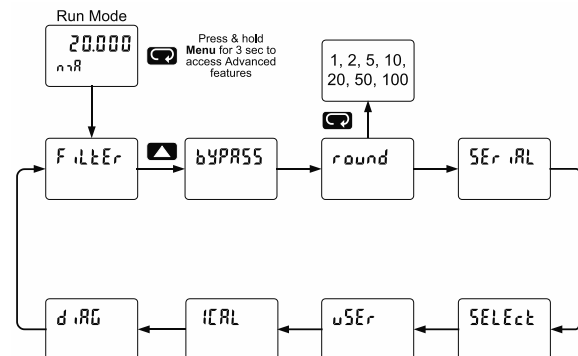 Run Mode
20.000
mA
Press & hold
Menu for 3 sec to
access Advanced
features
1, 2, 5, 10,
20, 50, 100
FiLtEr
bYPASS
round
SEriAL
diAG
ICAL
uSEr
SELEct